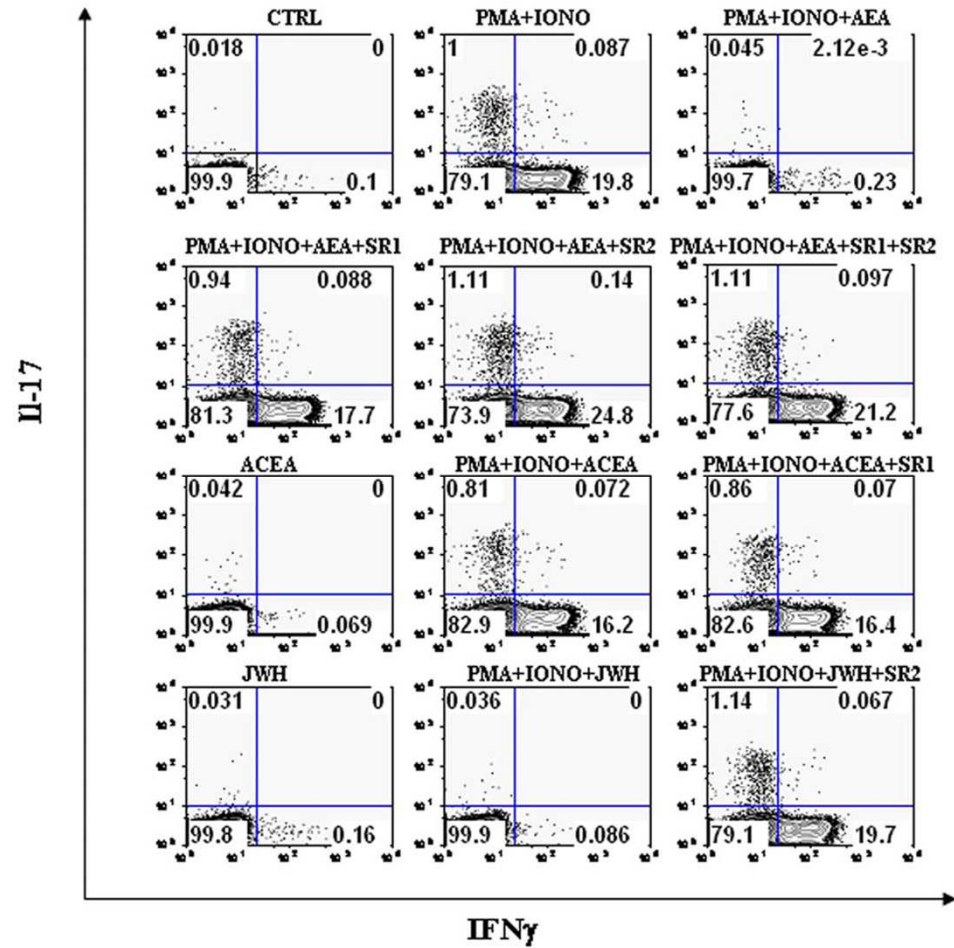 CTRL PMA+IONO PMA+IONO+AEA
0.018 0 1 0.087 0.045 2.12e-3
99.9 0.1 79.1 19.8 99.7 0.23
PMA+IONO+AEA+SR1 PMA+IONO+AEA+SR2 PMA+IONO+AEA+SR1+SR2
0.94 0.088 1.11 0.14 1.11 0.097
81.3 17.7 73.9 24.8 77.6 21.2
Il-17
ACEA PMA+IONO+ACEA PMA+IONO+ACEA+SR1
0.042 0 0.81 0.072 0.86 0.07
99.9 0.069 82.9 16.2 82.6 16.4
JWH PMA+IONO+JWH PMA+IONO+JWH+SR2
0.031 0 0.036 0 1.14 0.067
99.8 0.16 99.9 0.086 79.1 19.7
IFNγ